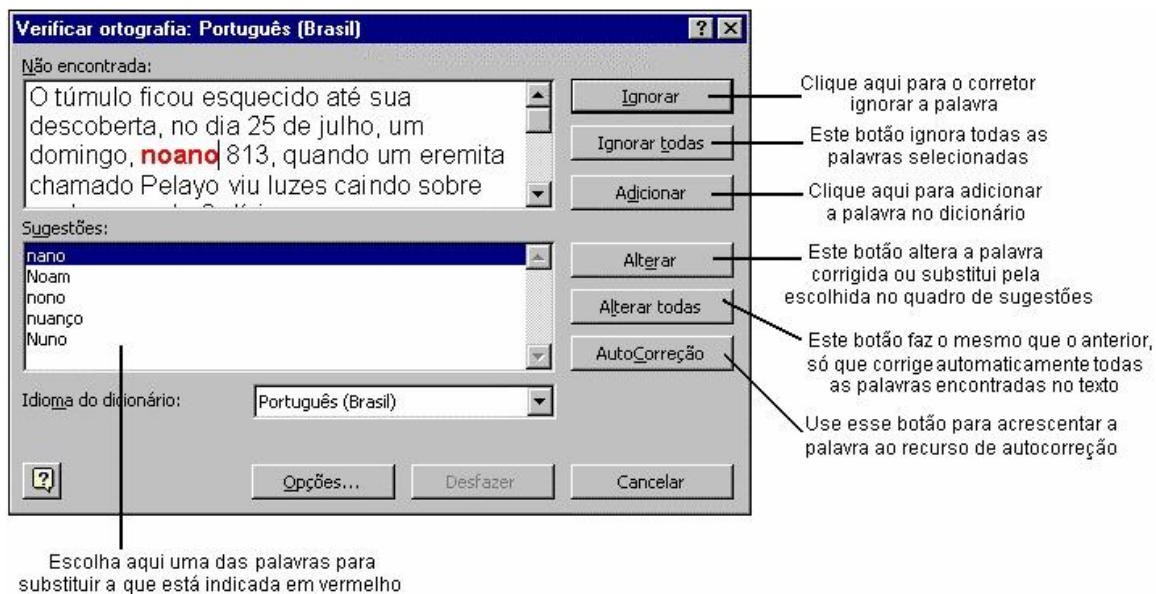 Verificar ortografia: Português (Brasil)
Não encontrada:
O túmulo ficou esquecido até sua
descoberta, no dia 25 de julho, um
domingo, noano 813, quando um eremita
chamado Pelayo viu luzes caindo sobre
Sugestões:
nano
Noam
nono
nuanço
Nuno
Idioma do dicionário:
Português (Brasil)
Ignorar
Ignorar todas
Adicionar
Alterar
Alterar todas
AutoCorreção
Opções...
Desfazer
Cancelar
Clique aqui para o corretor
ignorar a palavra
Este botão ignora todas as
palavras selecionadas
Clique aqui para adicionar
a palavra no dicionário
Este botão altera a palavra
corrigida ou substitui pela
escolhida no quadro de sugestões
Este botão faz o mesmo que o anterior,
só que corrige automaticamente todas
as palavras encontradas no texto
Use esse botão para acrescentar a
palavra ao recurso de autocorreção
Escolha aqui uma das palavras para
substituir a que está indicada em vermelho